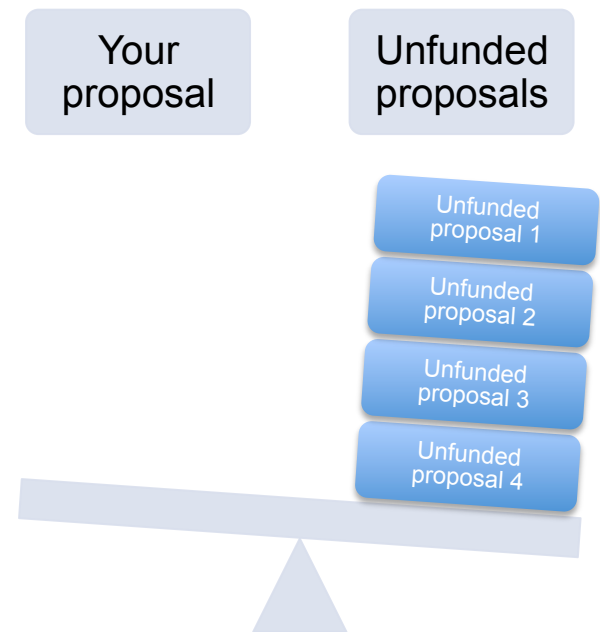 Your
proposal
Unfunded
proposals
Unfunded
proposal 1
Unfunded
proposal 2
Unfunded
proposal 3
Unfunded
proposal 4